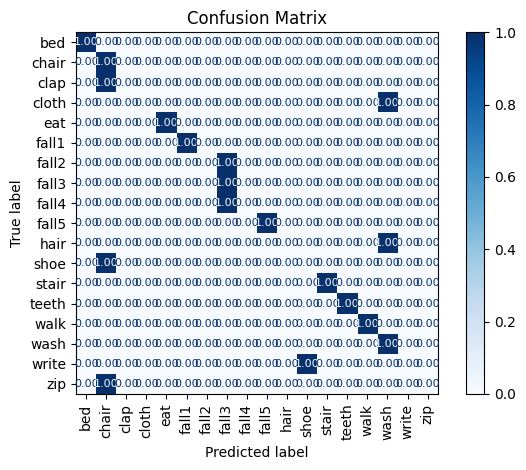 Confusion Matrix
True label
bed 1.00 0.00 0.00 0.00 0.00 0.00 0.00 0.00 0.00 0.00 0.00 0.00 0.00 0.00 0.00 0.00 0.00 0.00
chair 0.00 1.00 0.00 0.00 0.00 0.00 0.00 0.00 0.00 0.00 0.00 0.00 0.00 0.00 0.00 0.00 0.00 0.00
clap 0.00 1.00 0.00 0.00 0.00 0.00 0.00 0.00 0.00 0.00 0.00 0.00 0.00 0.00 0.00 0.00 0.00 0.00
cloth 0.00 0.00 0.00 0.00 0.00 0.00 0.00 0.00 0.00 0.00 0.00 0.00 0.00 0.00 0.00 1.00 0.00 0.00
eat 0.00 0.00 0.00 0.00 1.00 0.00 0.00 0.00 0.00 0.00 0.00 0.00 0.00 0.00 0.00 0.00 0.00 0.00
fall1 0.00 0.00 0.00 0.00 0.00 1.00 0.00 0.00 0.00 0.00 0.00 0.00 0.00 0.00 0.00 0.00 0.00 0.00
fall2 0.00 0.00 0.00 0.00 0.00 0.00 0.00 1.00 0.00 0.00 0.00 0.00 0.00 0.00 0.00 0.00 0.00 0.00
fall3 0.00 0.00 0.00 0.00 0.00 0.00 0.00 1.00 0.00 0.00 0.00 0.00 0.00 0.00 0.00 0.00 0.00 0.00
fall4 0.00 0.00 0.00 0.00 0.00 0.00 0.00 1.00 0.00 0.00 0.00 0.00 0.00 0.00 0.00 0.00 0.00 0.00
fall5 0.00 0.00 0.00 0.00 0.00 0.00 0.00 0.00 0.00 1.00 0.00 0.00 0.00 0.00 0.00 0.00 0.00 0.00
hair 0.00 0.00 0.00 0.00 0.00 0.00 0.00 0.00 0.00 0.00 0.00 0.00 0.00 0.00 0.00 1.00 0.00 0.00
shoe 0.00 1.00 0.00 0.00 0.00 0.00 0.00 0.00 0.00 0.00 0.00 0.00 0.00 0.00 0.00 0.00 0.00 0.00
stair 0.00 0.00 0.00 0.00 0.00 0.00 0.00 0.00 0.00 0.00 0.00 0.00 1.00 0.00 0.00 0.00 0.00 0.00
teeth 0.00 0.00 0.00 0.00 0.00 0.00 0.00 0.00 0.00 0.00 0.00 0.00 0.00 1.00 0.00 0.00 0.00 0.00
walk 0.00 0.00 0.00 0.00 0.00 0.00 0.00 0.00 0.00 0.00 0.00 0.00 0.00 0.00 1.00 0.00 0.00 0.00
wash 0.00 0.00 0.00 0.00 0.00 0.00 0.00 0.00 0.00 0.00 0.00 0.00 0.00 0.00 0.00 1.00 0.00 0.00
write 0.00 0.00 0.00 0.00 0.00 0.00 0.00 0.00 0.00 0.00 0.00 1.00 0.00 0.00 0.00 0.00 0.00 0.00
zip 0.00 1.00 0.00 0.00 0.00 0.00 0.00 0.00 0.00 0.00 0.00 0.00 0.00 0.00 0.00 0.00 0.00 0.00
bed chair clap cloth eat fall1 fall2 fall3 fall4 fall5 hair shoe stair teeth walk wash write zip
Predicted label
1.0
0.8
0.6
0.4
0.2
0.0